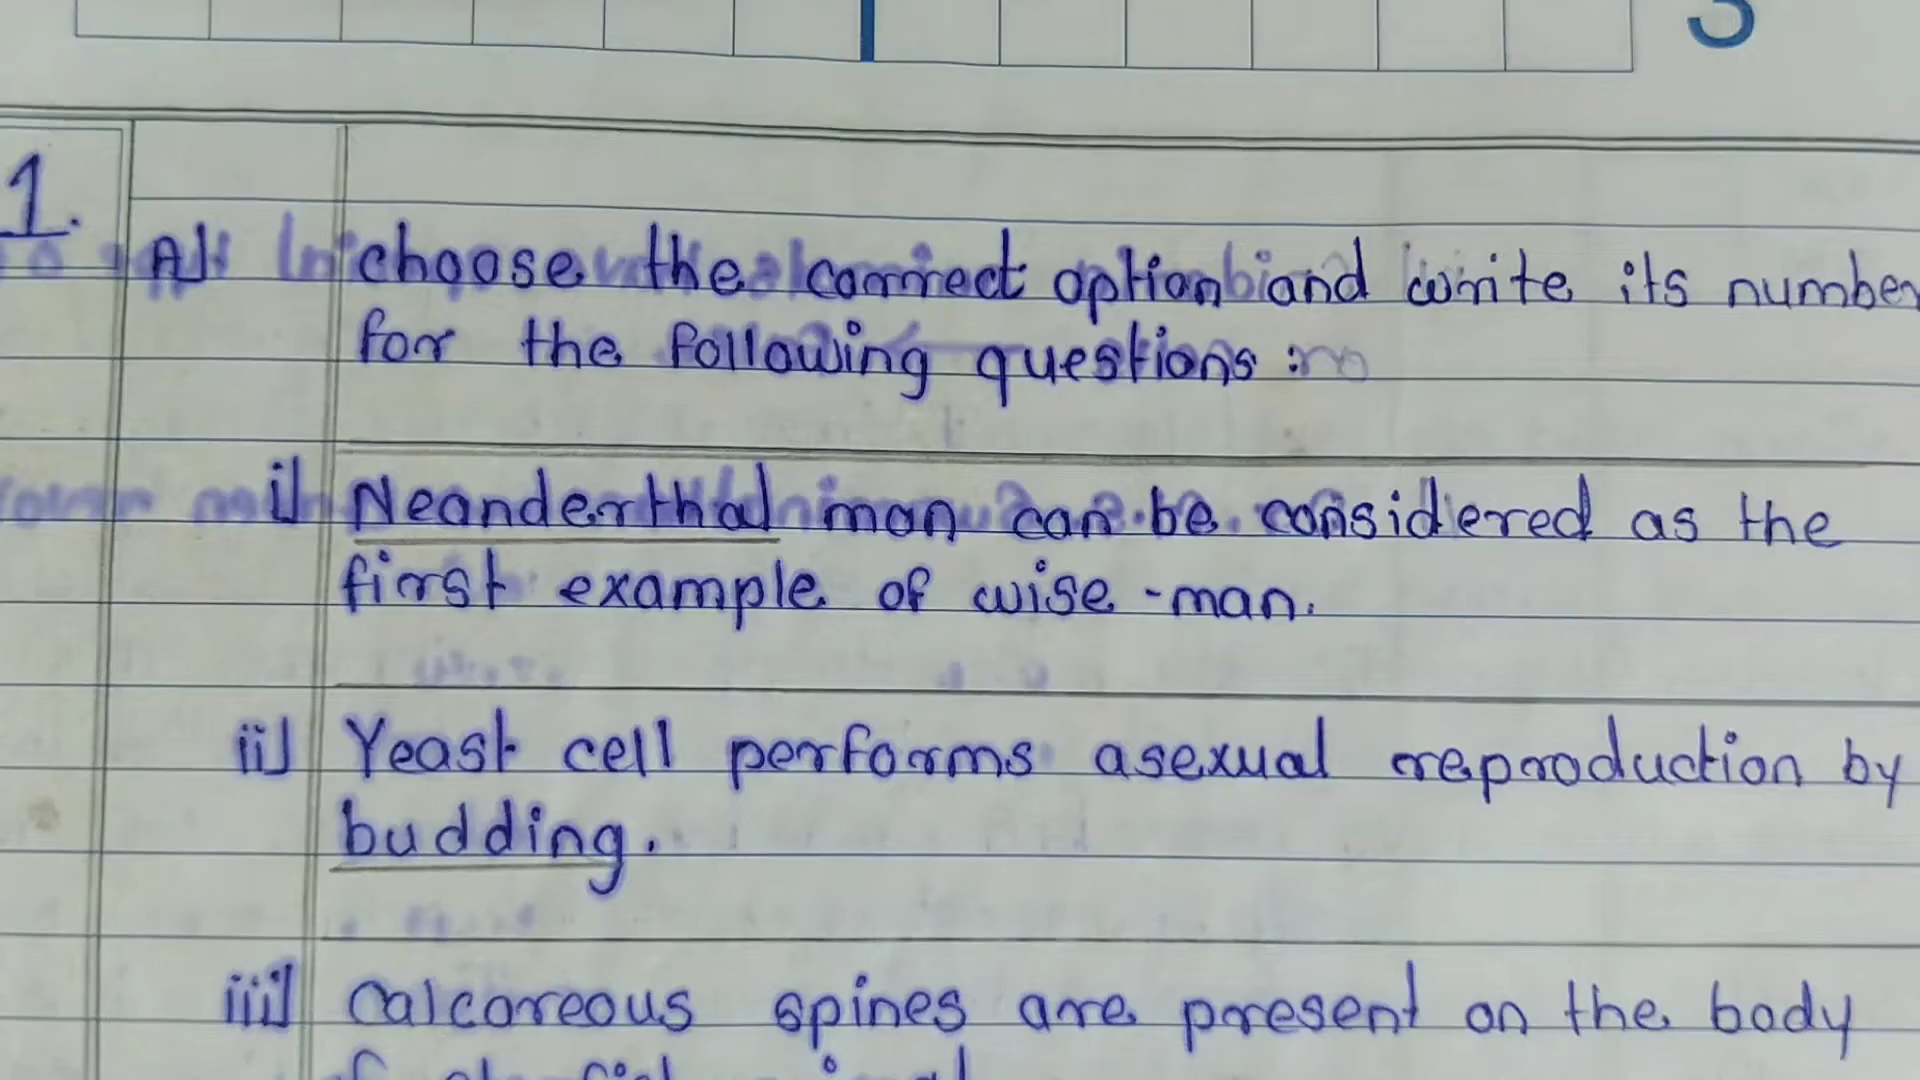 3
1.
A] choose the correct option and write its number
for the following questions :
i] Neanderthal man can be considered as the
first example of wise-man.
ii] Yeast cell performs asexual reproduction by
budding.
iii] Calcareous spines are present on the body